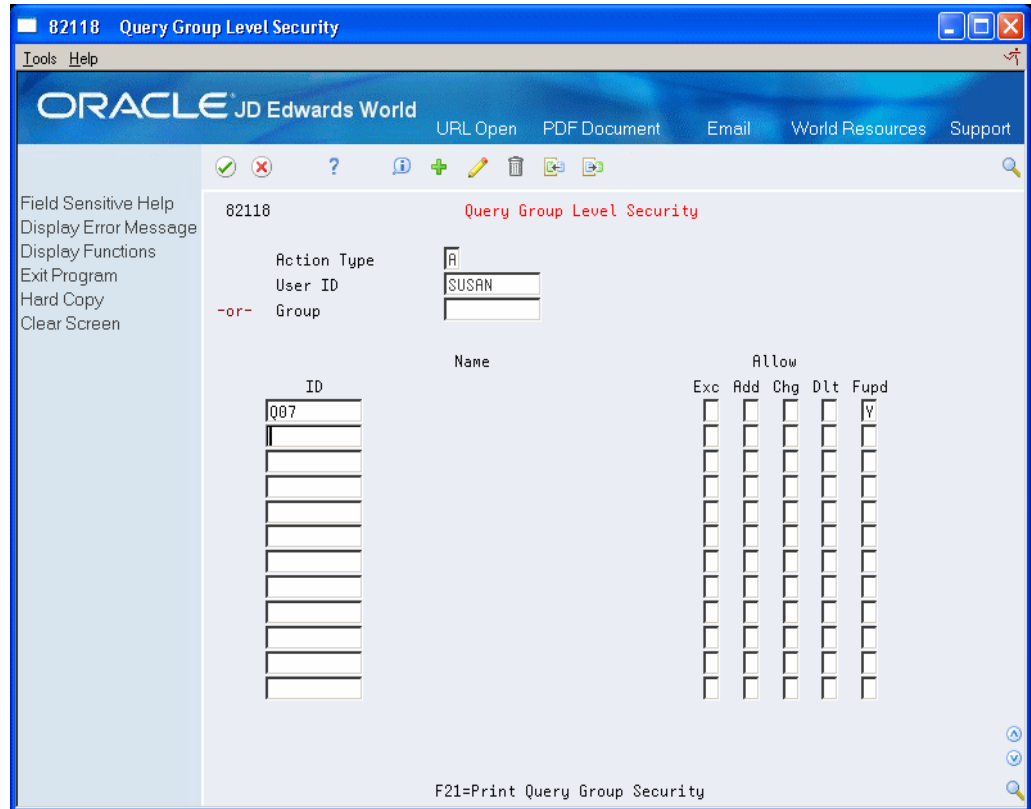 82118 Query Group Level Security
Tools Help
ORACLE JD Edwards World
URL Open PDF Document Email World Resources Support
?
Field Sensitive Help
Display Error Message
Display Functions
Exit Program
Hard Copy
Clear Screen
82118 Query Group Level Security
Action Type A
User ID SUSAN
-or- Group
Name Allow
ID Exc Add Chg Dlt Fupd
Q07 Y
F21=Print Query Group Security